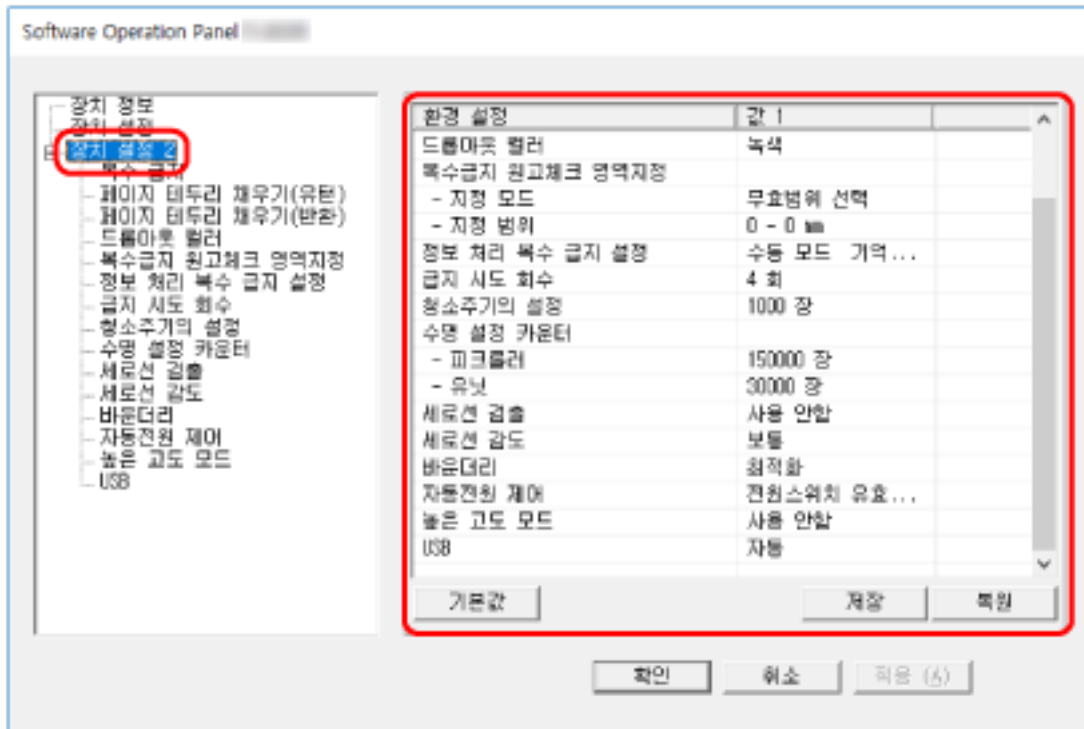 Software Operation Panel
장치 정보
장치 설정
장치 설정 2
복수 급지
페이지 테두리 채우기(유턴)
페이지 테두리 채우기(반환)
드롭아웃 컬러
복수급지 원고체크 영역지정
정보 처리 복수 급지 설정
급지 시도 회수
청소주기의 설정
수명 설정 카운터
세로선 검출
세로선 감도
바운더리
자동전원 제어
높은 고도 모드
USB
환경 설정 값 1
드롭아웃 컬러 녹색
복수급지 원고체크 영역지정
- 지정 모드 무효범위 선택
- 지정 범위 0 - 0 ㎜
정보 처리 복수 급지 설정 수동 모드 기억...
급지 시도 회수 4 회
청소주기의 설정 1000 장
수명 설정 카운터
- 피크롤러 150000 장
- 유닛 30000 장
세로선 검출 사용 안함
세로선 감도 보통
바운더리 최적화
자동전원 제어 전원스위치 유효...
높은 고도 모드 사용 안함
USB 자동
기본값 저장 복원
확인 취소 적용 (A)